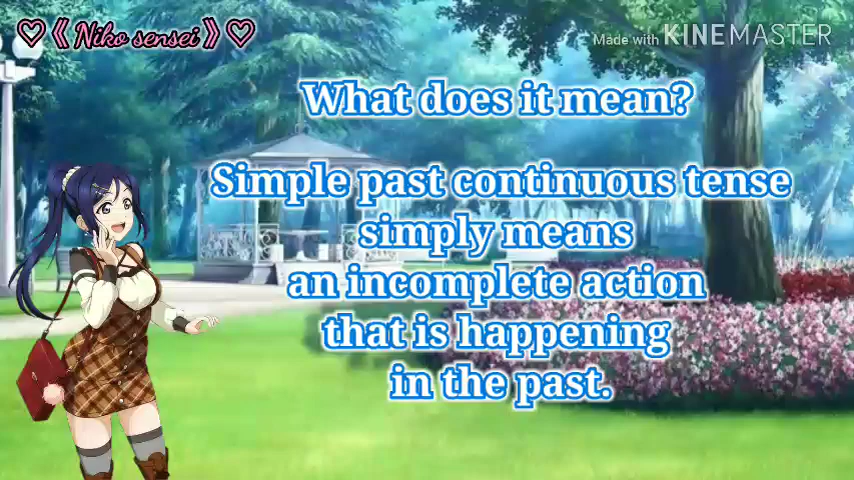 ♡《 Niko sensei 》♡
Made with KINEMASTER
What does it mean?
Simple past continuous tense
simply means
an incomplete action
that is happening
in the past.